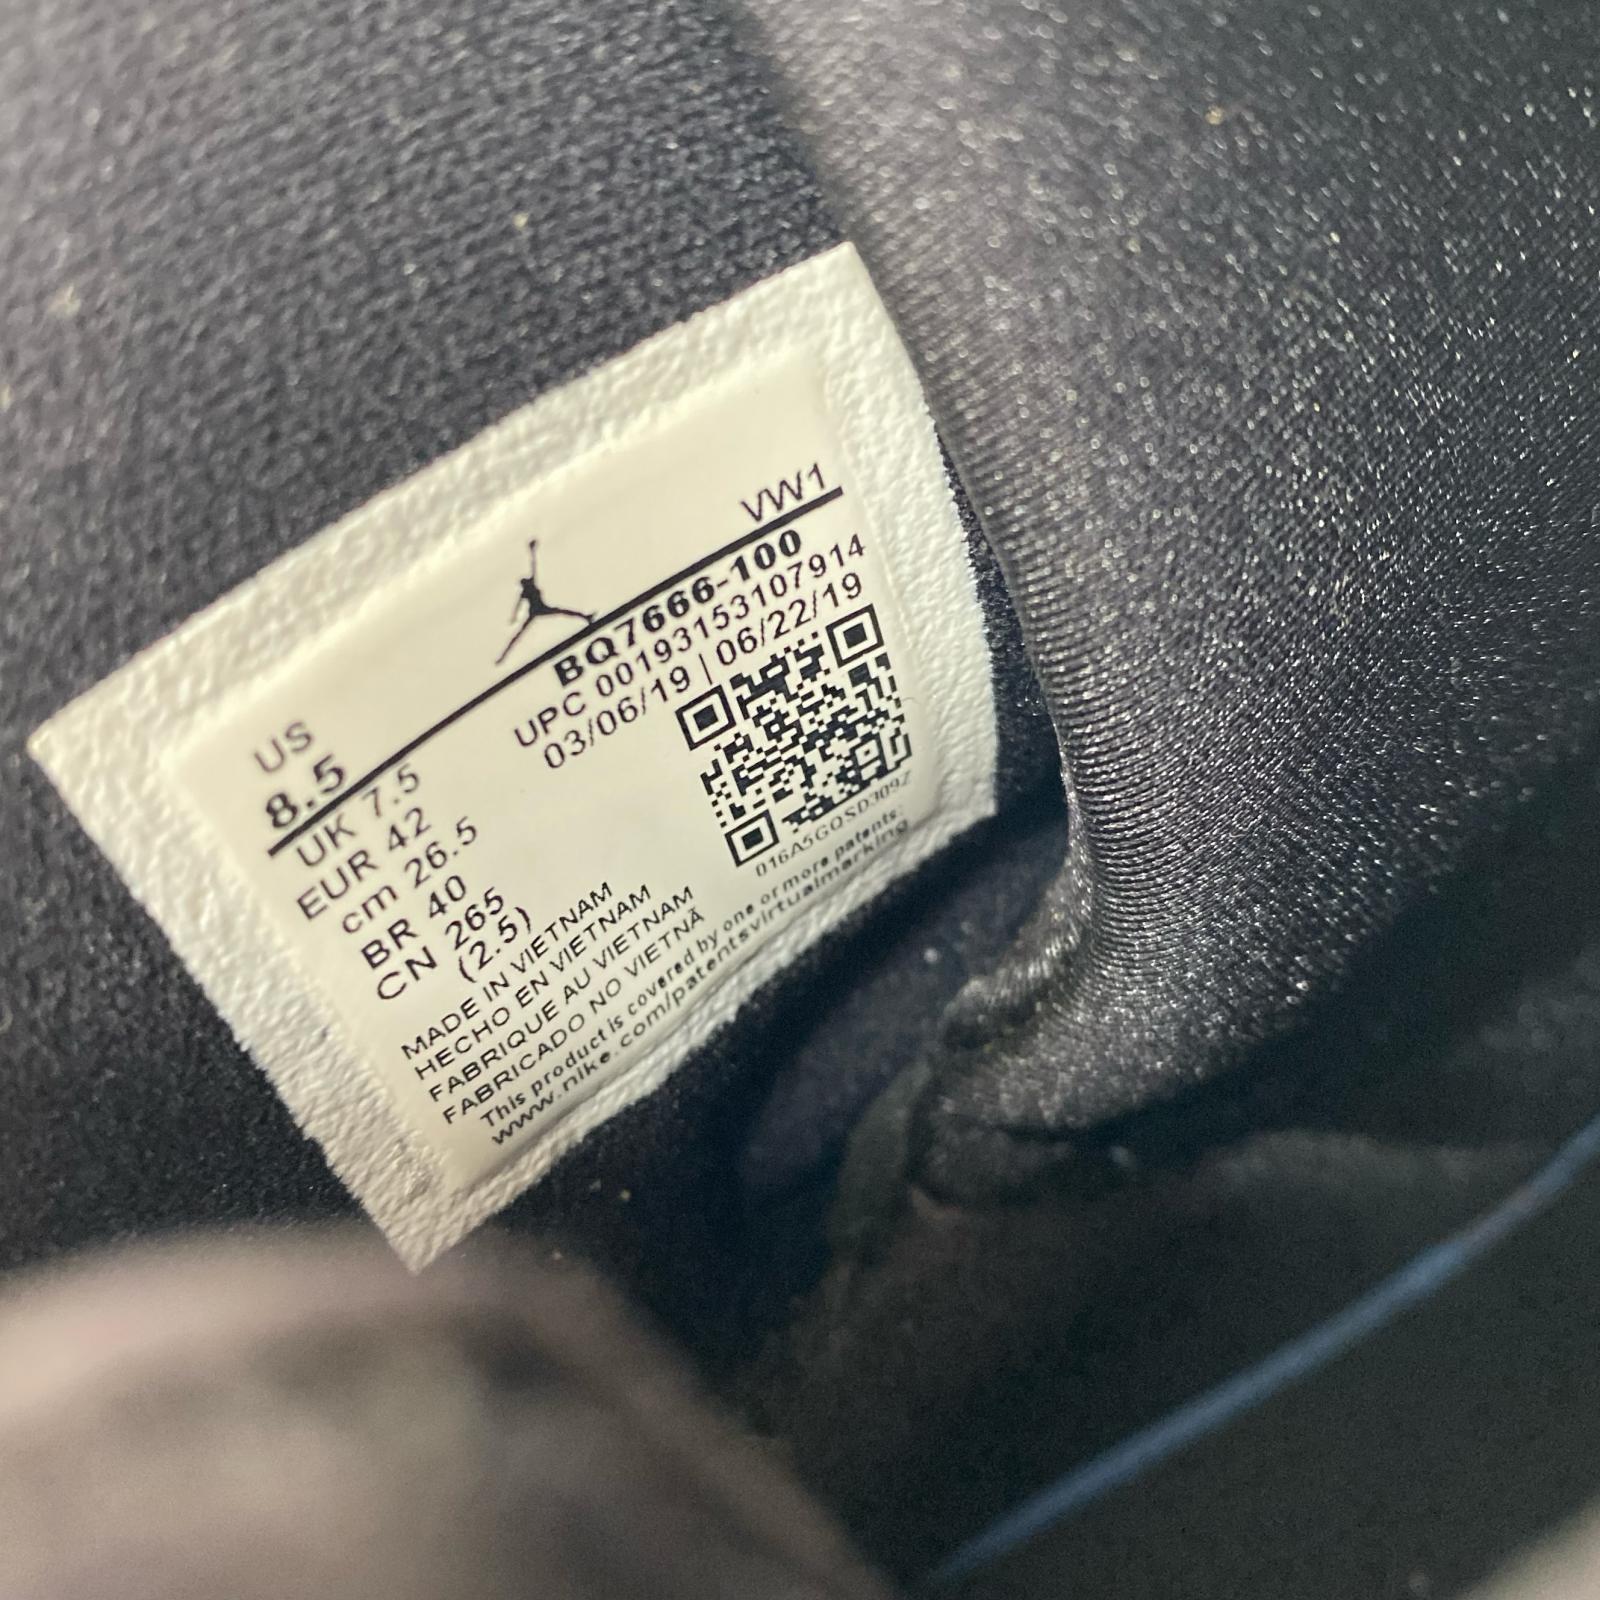 US
8.5
VW1
UK 7.5
EUR 42
cm 26.5
BR 40
CN 265
(2.5)
BQ7666-100
UPC 00193153107914
03/06/19 | 06/22/19
016A5GQSD309Z
MADE IN VIETNAM
HECHO EN VIETNAM
FABRIQUE AU VIETNAM
FABRICADO NO VIETNÃ
This product is covered by one or more patents:
www.nike.com/patentsvirtualmarking